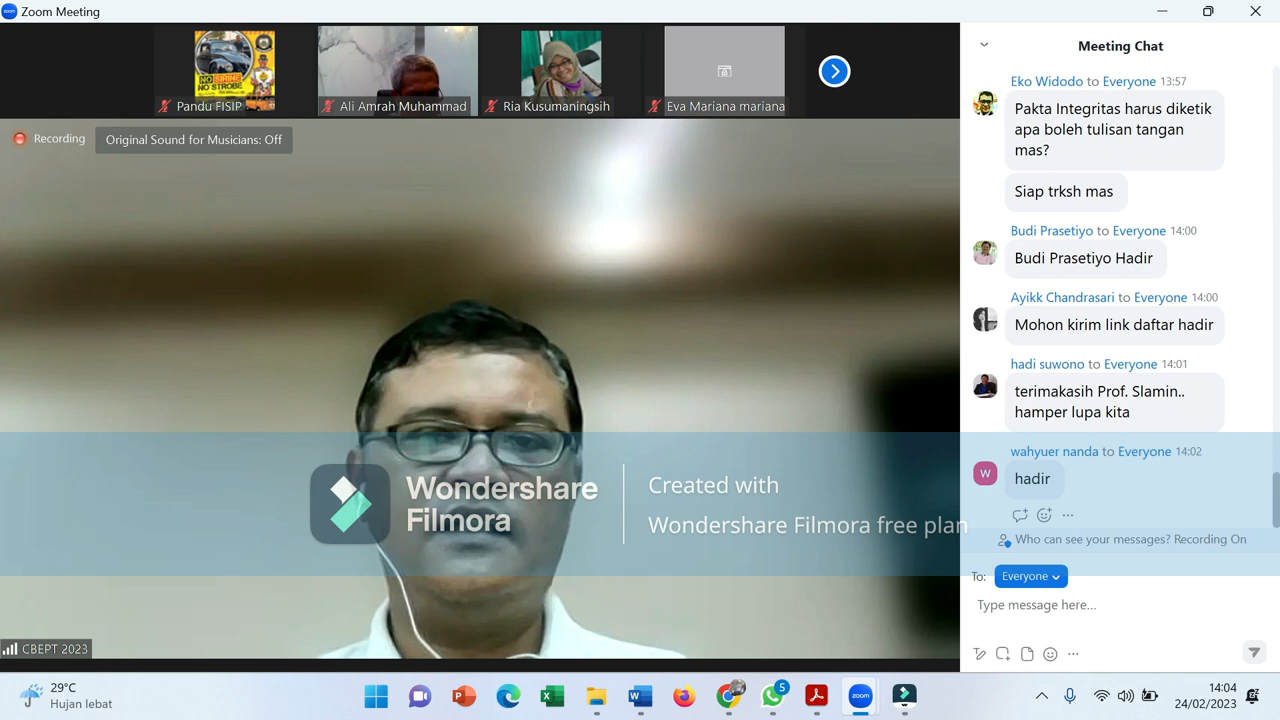 Zoom Meeting
NO SIRINE
NO STROBE
Pandu FISIP
Ali Amrah Muhammad
Ria Kusumaningsih
Eva Mariana mariana
Recording
Original Sound for Musicians: Off
Wondershare
Filmora
Created with
Wondershare Filmora free plan
CBEPT 2023
Meeting Chat
Eko Widodo to Everyone 13:57
Pakta Integritas harus diketik
apa boleh tulisan tangan
mas?
Siap trksh mas
Budi Prasetiyo to Everyone 14:00
Budi Prasetiyo Hadir
Ayikk Chandrasari to Everyone 14:00
Mohon kirim link daftar hadir
hadi suwono to Everyone 14:01
terimakasih Prof. Slamin..
hamper lupa kita
wahyuer nanda to Everyone 14:02
W
hadir
Who can see your messages? Recording On
To: Everyone
Type message here...
29°C
Hujan lebat
5
14:04
24/02/2023